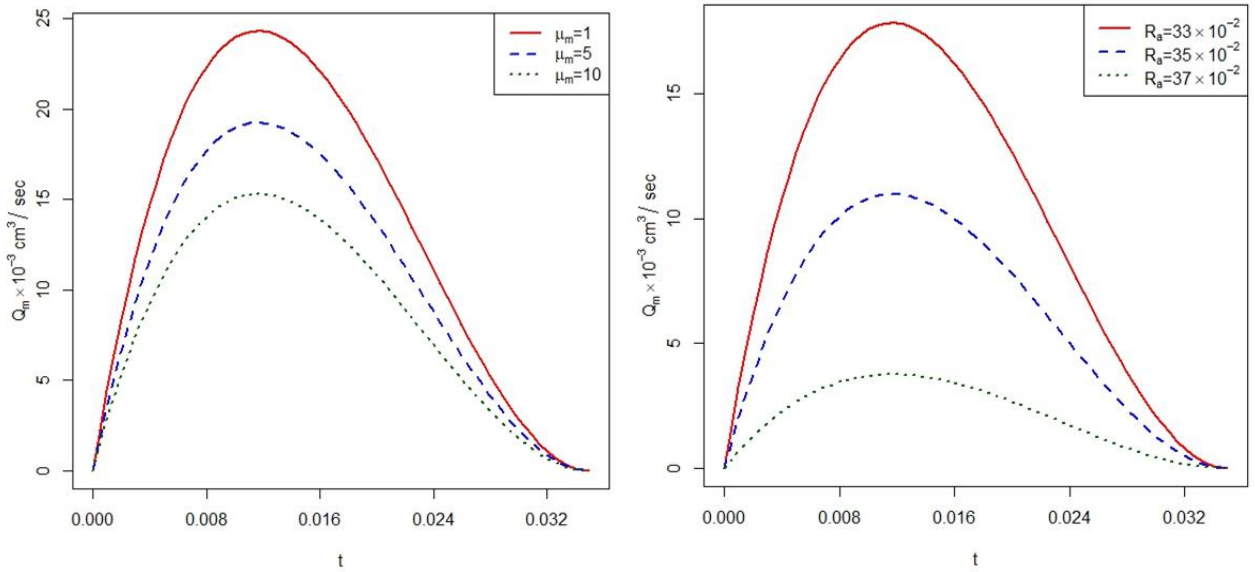 25
20
15
10
5
0
Qₘ × 10⁻³ cm³ / sec
μₘ=1
μₘ=5
μₘ=10
0.000 0.008 0.016 0.024 0.032
t
15
10
5
0
Qₘ × 10⁻³ cm³ / sec
Rₐ=33 × 10⁻²
Rₐ=35 × 10⁻²
Rₐ=37 × 10⁻²
0.000 0.008 0.016 0.024 0.032
t